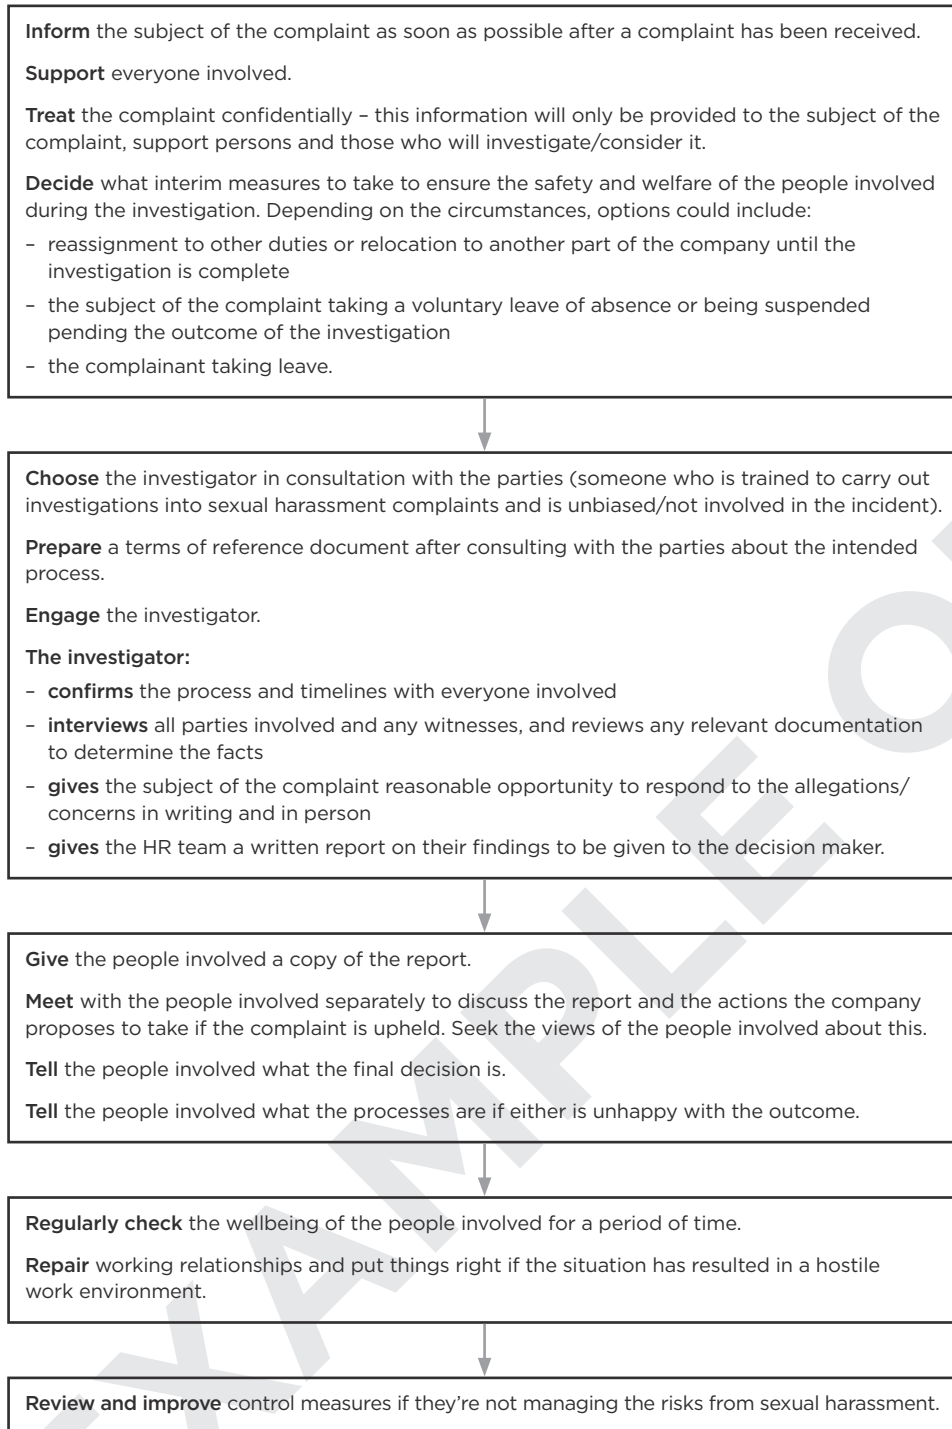 Inform the subject of the complaint as soon as possible after a complaint has been received.
Support everyone involved.
Treat the complaint confidentially – this information will only be provided to the subject of the
complaint, support persons and those who will investigate/consider it.
Decide what interim measures to take to ensure the safety and welfare of the people involved
during the investigation. Depending on the circumstances, options could include:
– reassignment to other duties or relocation to another part of the company until the
investigation is complete
– the subject of the complaint taking a voluntary leave of absence or being suspended
pending the outcome of the investigation
– the complainant taking leave.
Choose the investigator in consultation with the parties (someone who is trained to carry out
investigations into sexual harassment complaints and is unbiased/not involved in the incident).
Prepare a terms of reference document after consulting with the parties about the intended
process.
Engage the investigator.
The investigator:
– confirms the process and timelines with everyone involved
– interviews all parties involved and any witnesses, and reviews any relevant documentation
to determine the facts
– gives the subject of the complaint reasonable opportunity to respond to the allegations/
concerns in writing and in person
– gives the HR team a written report on their findings to be given to the decision maker.
Give the people involved a copy of the report.
Meet with the people involved separately to discuss the report and the actions the company
proposes to take if the complaint is upheld. Seek the views of the people involved about this.
Tell the people involved what the final decision is.
Tell the people involved what the processes are if either is unhappy with the outcome.
Regularly check the wellbeing of the people involved for a period of time.
Repair working relationships and put things right if the situation has resulted in a hostile
work environment.
Review and improve control measures if they're not managing the risks from sexual harassment.
EXAMPLE